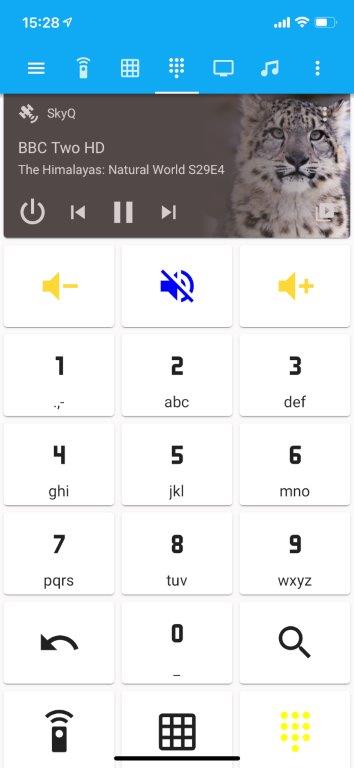 15:28
SkyQ
BBC Two HD
The Himalayas: Natural World S29E4
1
.,-
2
abc
3
def
4
ghi
5
jkl
6
mno
7
pqrs
8
tuv
9
wxyz
0
_